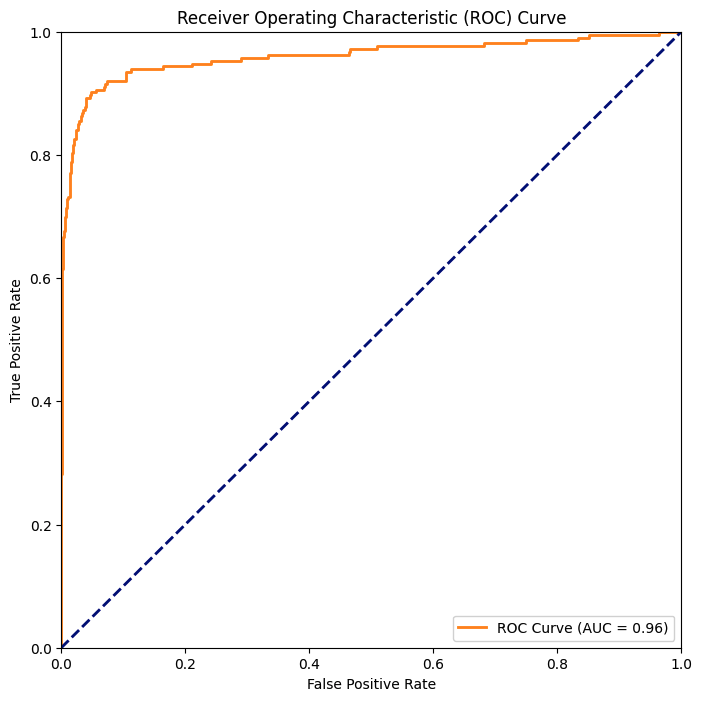 Receiver Operating Characteristic (ROC) Curve
1.0
0.8
0.6
0.4
0.2
0.0
True Positive Rate
ROC Curve (AUC = 0.96)
0.0 0.2 0.4 0.6 0.8 1.0
False Positive Rate